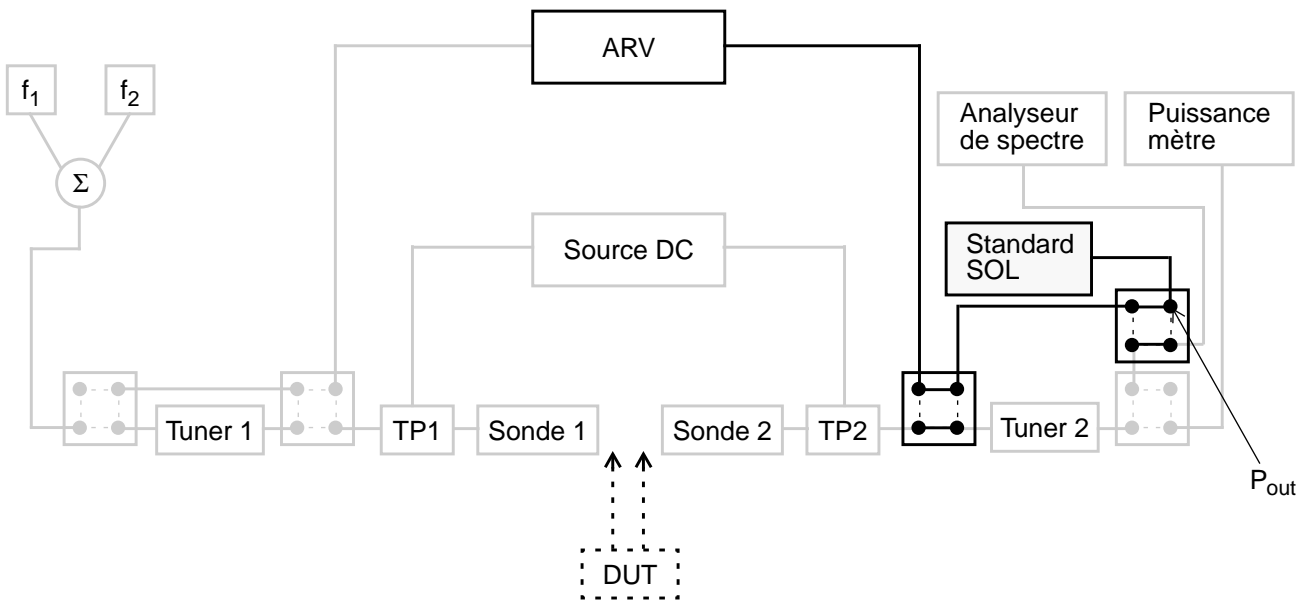 ARV
f1
f2
Analyseur
de spectre
Puissance
mètre
Σ
Source DC
Standard
SOL
Tuner 1
TP1
Sonde 1
Sonde 2
TP2
Tuner 2
Pout
DUT